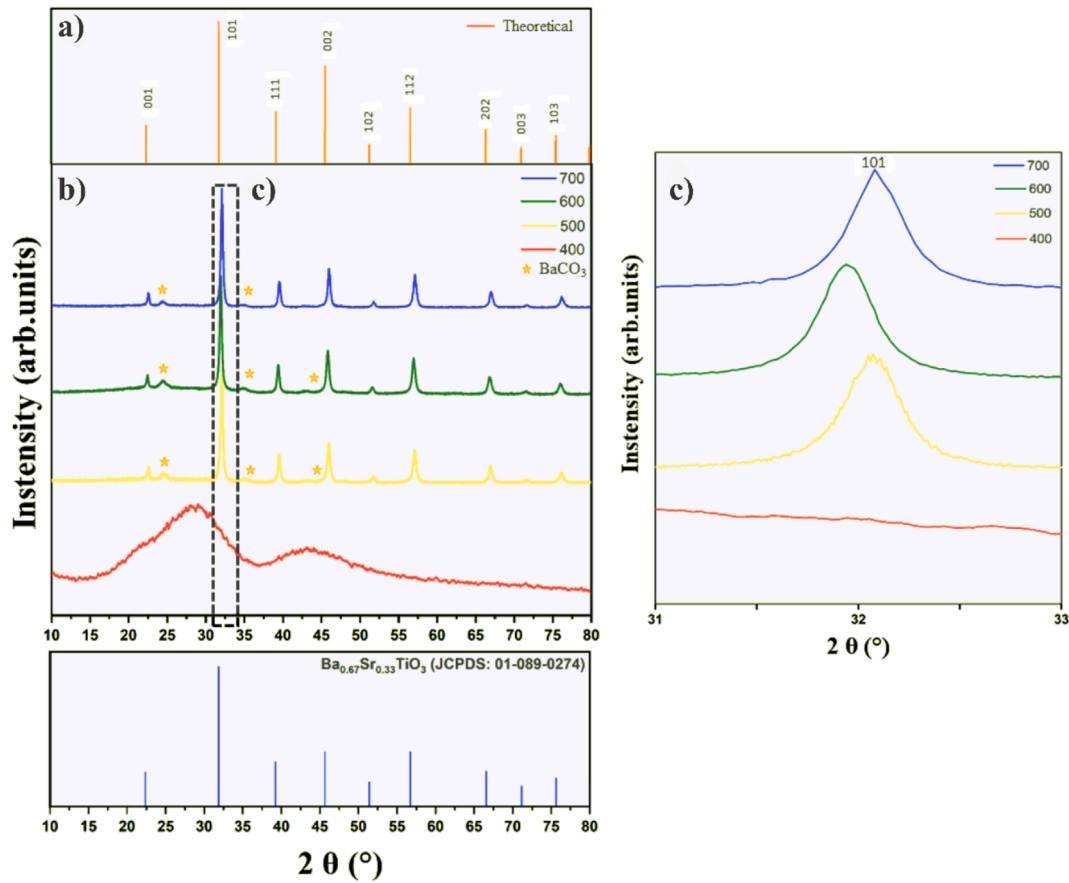 a)
Theoretical
001
101
111
002
102
112
202
003
103
b)
c)
700
600
500
400
BaCO3
Instensity (arb.units)
10 15 20 25 30 35 40 45 50 55 60 65 70 75 80
Ba0.67Sr0.33TiO3 (JCPDS: 01-089-0274)
10 15 20 25 30 35 40 45 50 55 60 65 70 75 80
2 θ (°)
c)
101
700
600
500
400
Instensity (arb.units)
31 32 33
2 θ (°)